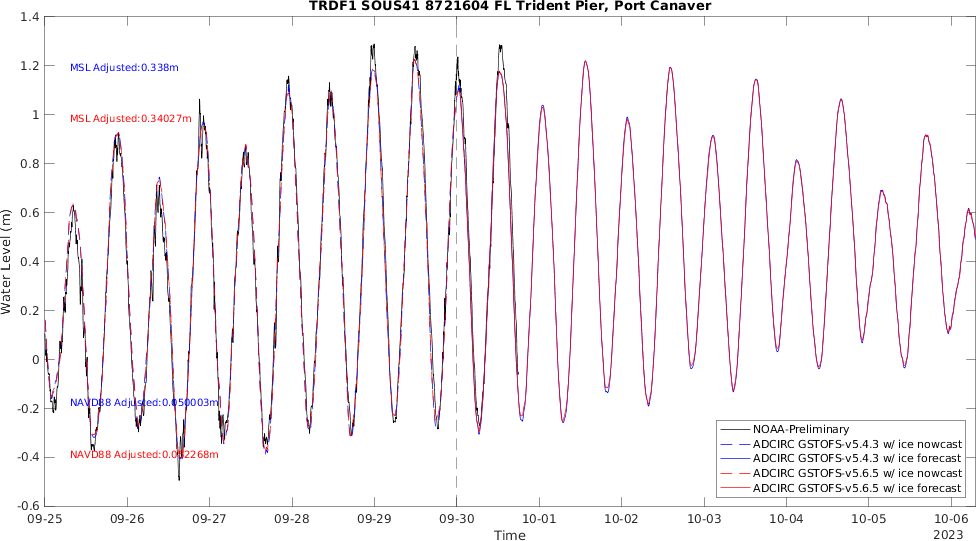 TRDF1 SOUS41 8721604 FL Trident Pier, Port Canaver
1.4
1.2
1
0.8
0.6
0.4
0.2
0
-0.2
-0.4
-0.6
Water Level (m)
MSL Adjusted:0.338m
MSL Adjusted:0.34027m
NAVD88 Adjusted:0.050003m
NAVD88 Adjusted:0.052268m
NOAA-Preliminary
ADCIRC GSTOFS-v5.4.3 w/ ice nowcast
ADCIRC GSTOFS-v5.4.3 w/ ice forecast
ADCIRC GSTOFS-v5.6.5 w/ ice nowcast
ADCIRC GSTOFS-v5.6.5 w/ ice forecast
09-25 09-26 09-27 09-28 09-29 09-30 10-01 10-02 10-03 10-04 10-05 10-06
Time 2023